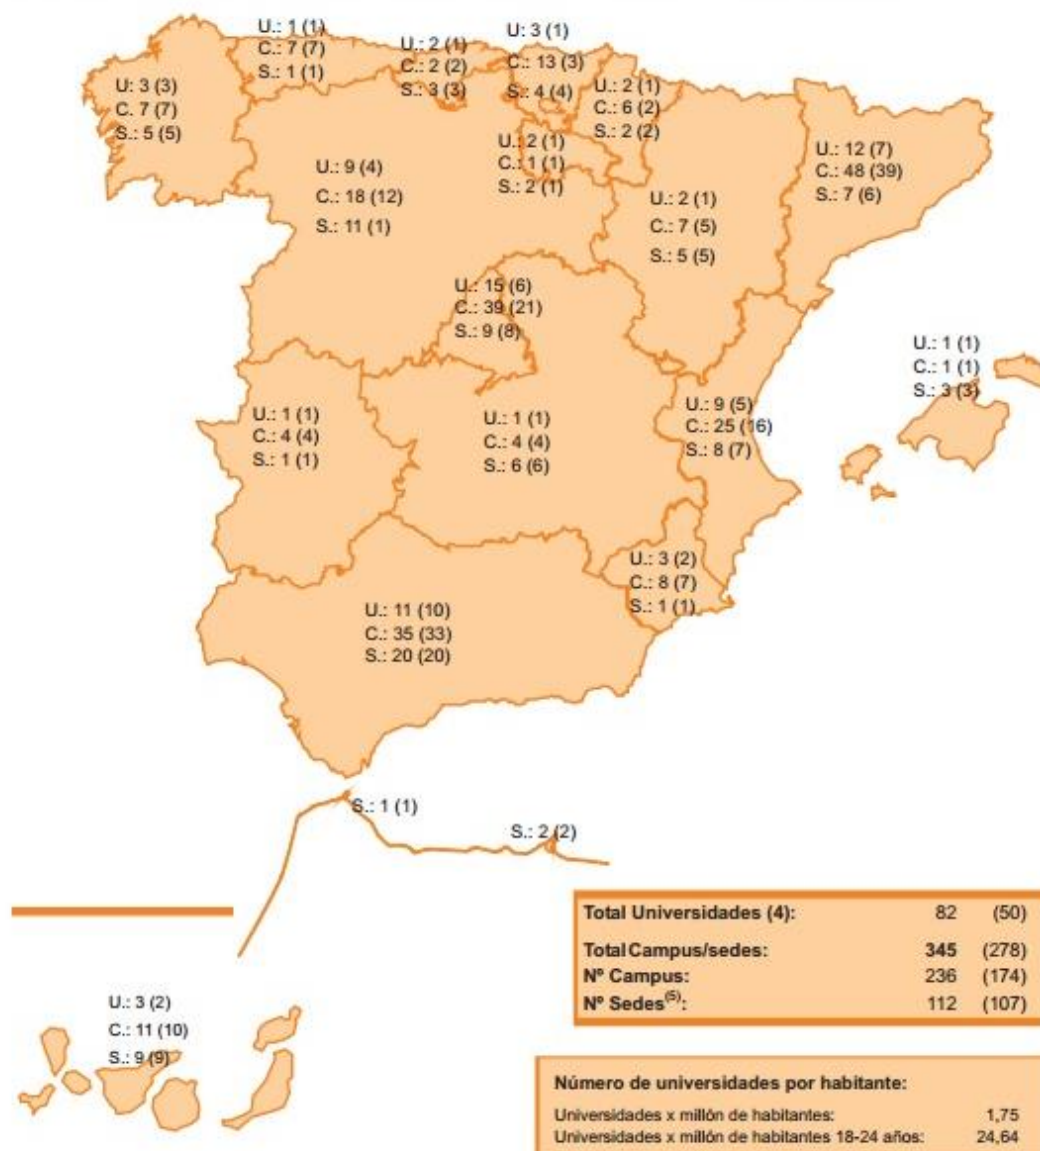 U.: 1 (1)
C.: 7 (7)
S.: 1 (1)
U.: 2 (1)
C.: 2 (2)
S.: 3 (3)
U: 3 (1)
C.: 13 (3)
S.: 4 (4)
U: 3 (3)
C. 7 (7)
S.: 5 (5)
U.: 2 (1)
C.: 6 (2)
S.: 2 (2)
U.: 2 (1)
C.: 1 (1)
S.: 2 (1)
U.: 9 (4)
C.: 18 (12)
S.: 11 (1)
U.: 12 (7)
C.: 48 (39)
S.: 7 (6)
U.: 2 (1)
C.: 7 (5)
S.: 5 (5)
U.: 15 (6)
C.: 39 (21)
S.: 9 (8)
U.: 1 (1)
C.: 1 (1)
S.: 3 (3)
U.: 1 (1)
C.: 4 (4)
S.: 1 (1)
U.: 1 (1)
C.: 4 (4)
S.: 6 (6)
U.: 9 (5)
C.: 25 (16)
S.: 8 (7)
U.: 3 (2)
C.: 8 (7)
S.: 1 (1)
U.: 11 (10)
C.: 35 (33)
S.: 20 (20)
S.: 1 (1)
S.: 2 (2)
Total Universidades (4): 82 (50)
Total Campus/sedes: 345 (278)
Nº Campus: 236 (174)
Nº Sedes(5): 112 (107)
U.: 3 (2)
C.: 11 (10)
S.: 9 (9)
Número de universidades por habitante:
Universidades x millón de habitantes: 1,75
Universidades x millón de habitantes 18-24 años: 24,64